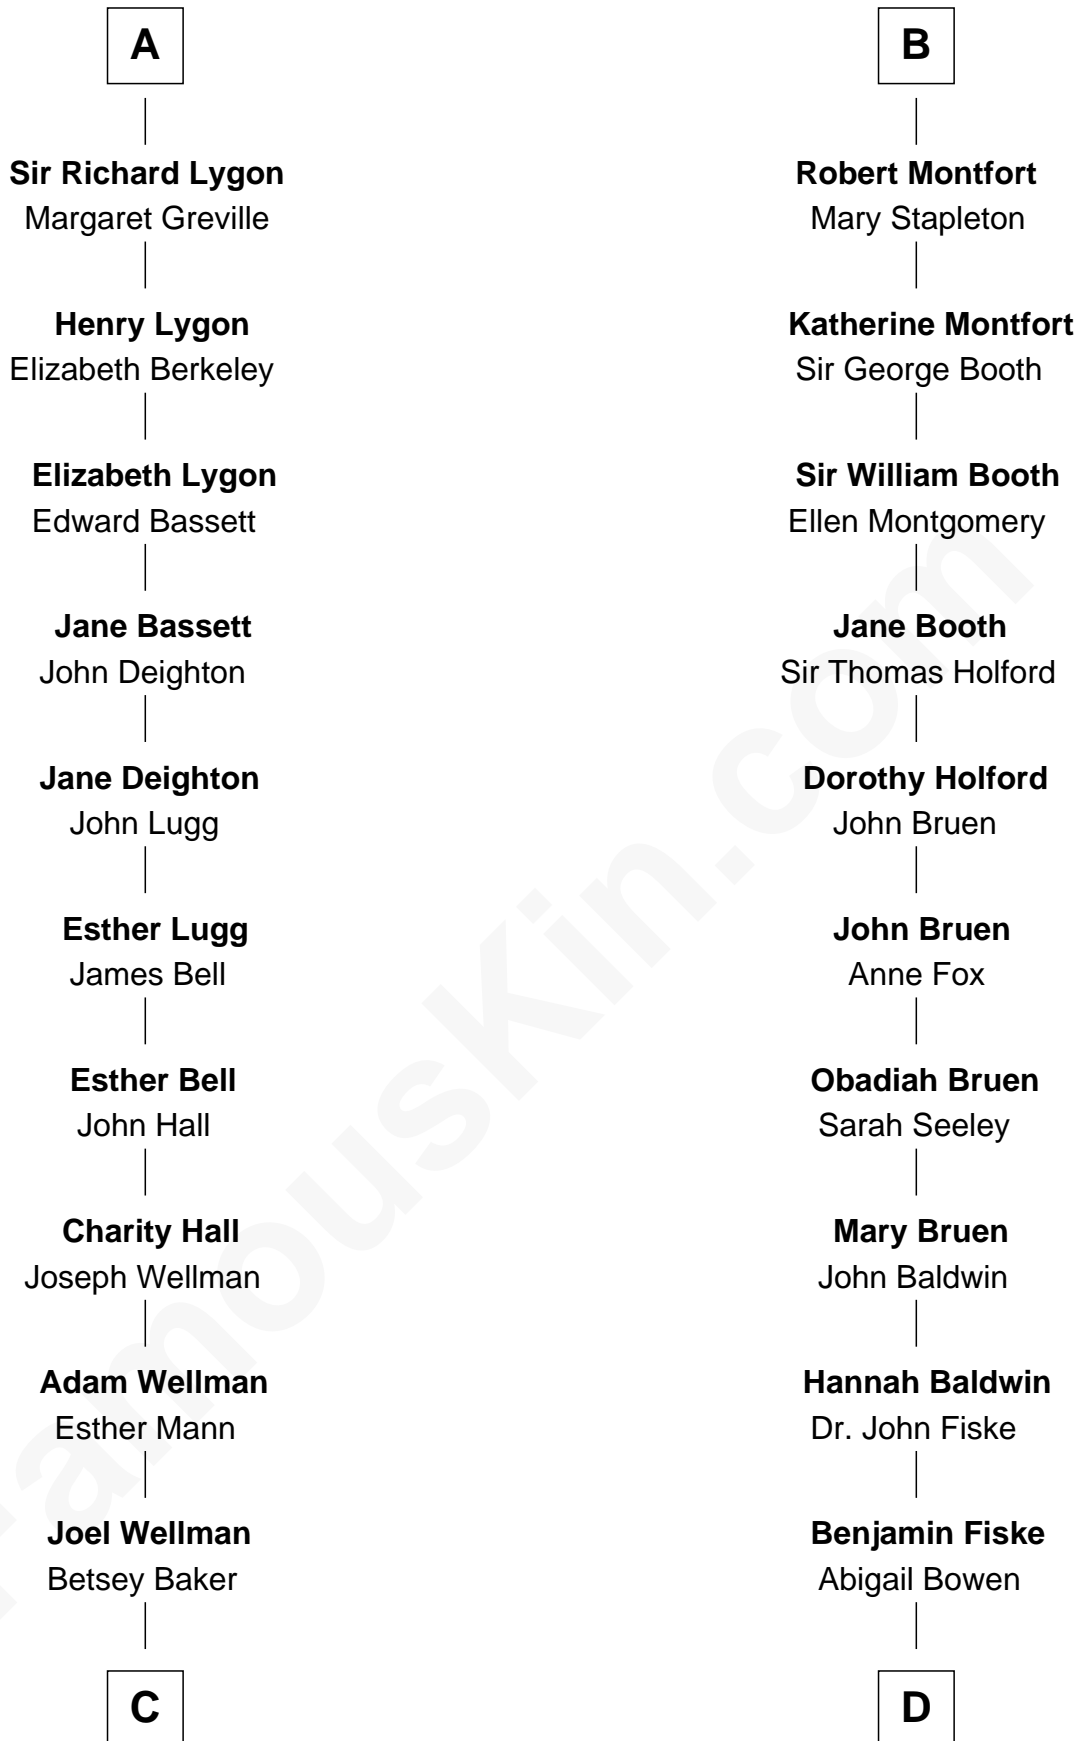 A
Sir Richard Lygon
Margaret Greville
Henry Lygon
Elizabeth Berkeley
Elizabeth Lygon
Edward Bassett
Jane Bassett
John Deighton
Jane Deighton
John Lugg
Esther Lugg
James Bell
Esther Bell
John Hall
Charity Hall
Joseph Wellman
Adam Wellman
Esther Mann
Joel Wellman
Betsey Baker
C
B
Robert Montfort
Mary Stapleton
Katherine Montfort
Sir George Booth
Sir William Booth
Ellen Montgomery
Jane Booth
Sir Thomas Holford
Dorothy Holford
John Bruen
John Bruen
Anne Fox
Obadiah Bruen
Sarah Seeley
Mary Bruen
John Baldwin
Hannah Baldwin
Dr. John Fiske
Benjamin Fiske
Abigail Bowen
D
FamousKin.com